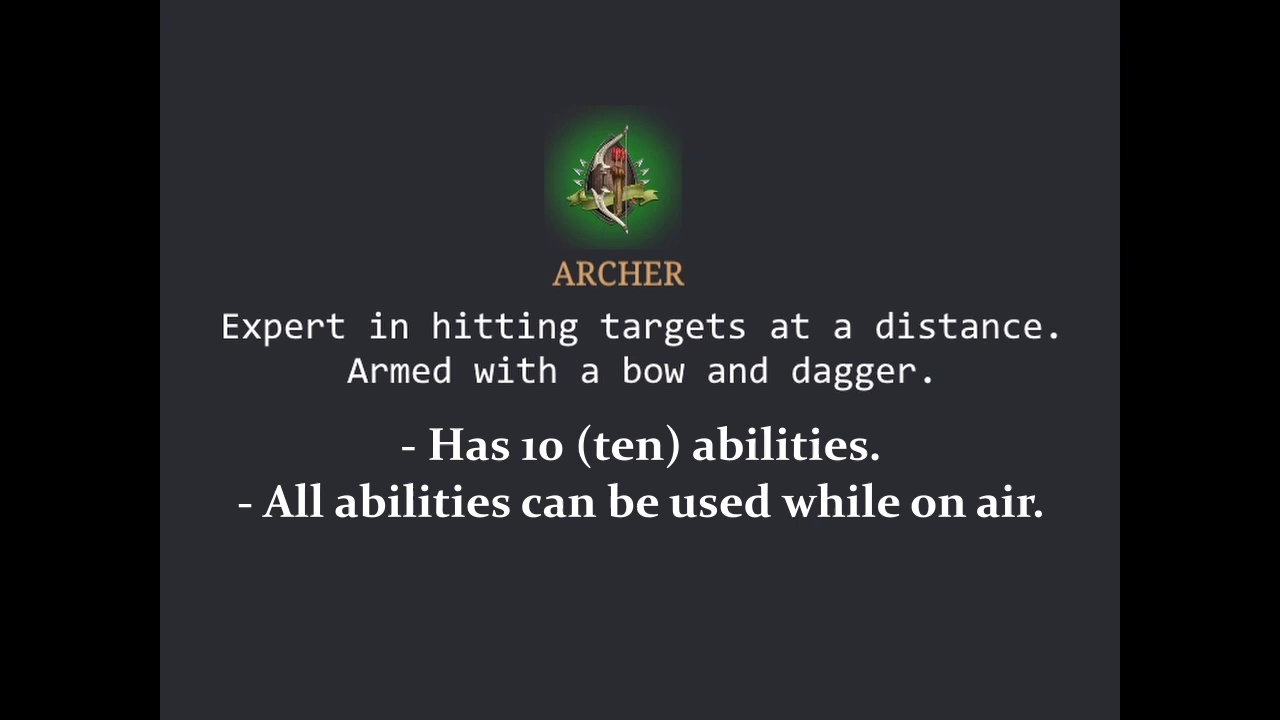 ARCHER
Expert in hitting targets at a distance.
Armed with a bow and dagger.
- Has 10 (ten) abilities.
- All abilities can be used while on air.